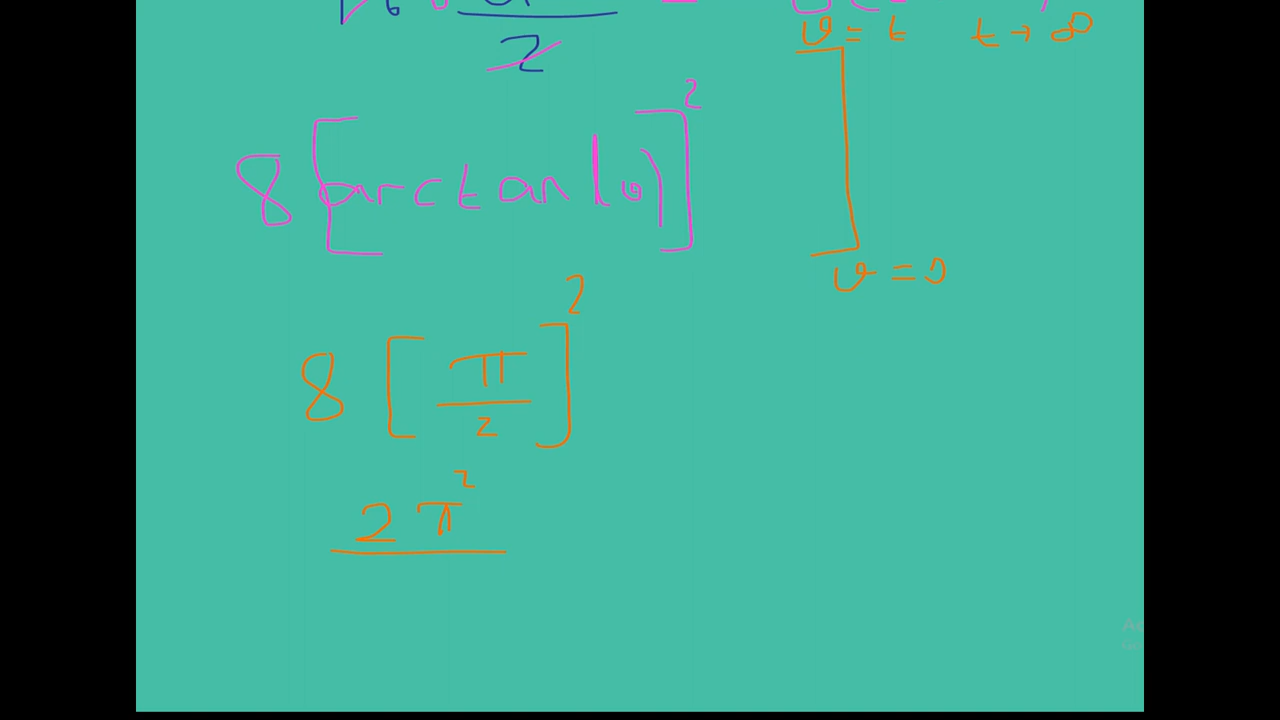 2
v = t t → ∞
8 [arctan(v)]²
v = 0
8 [π/2]²
2π²